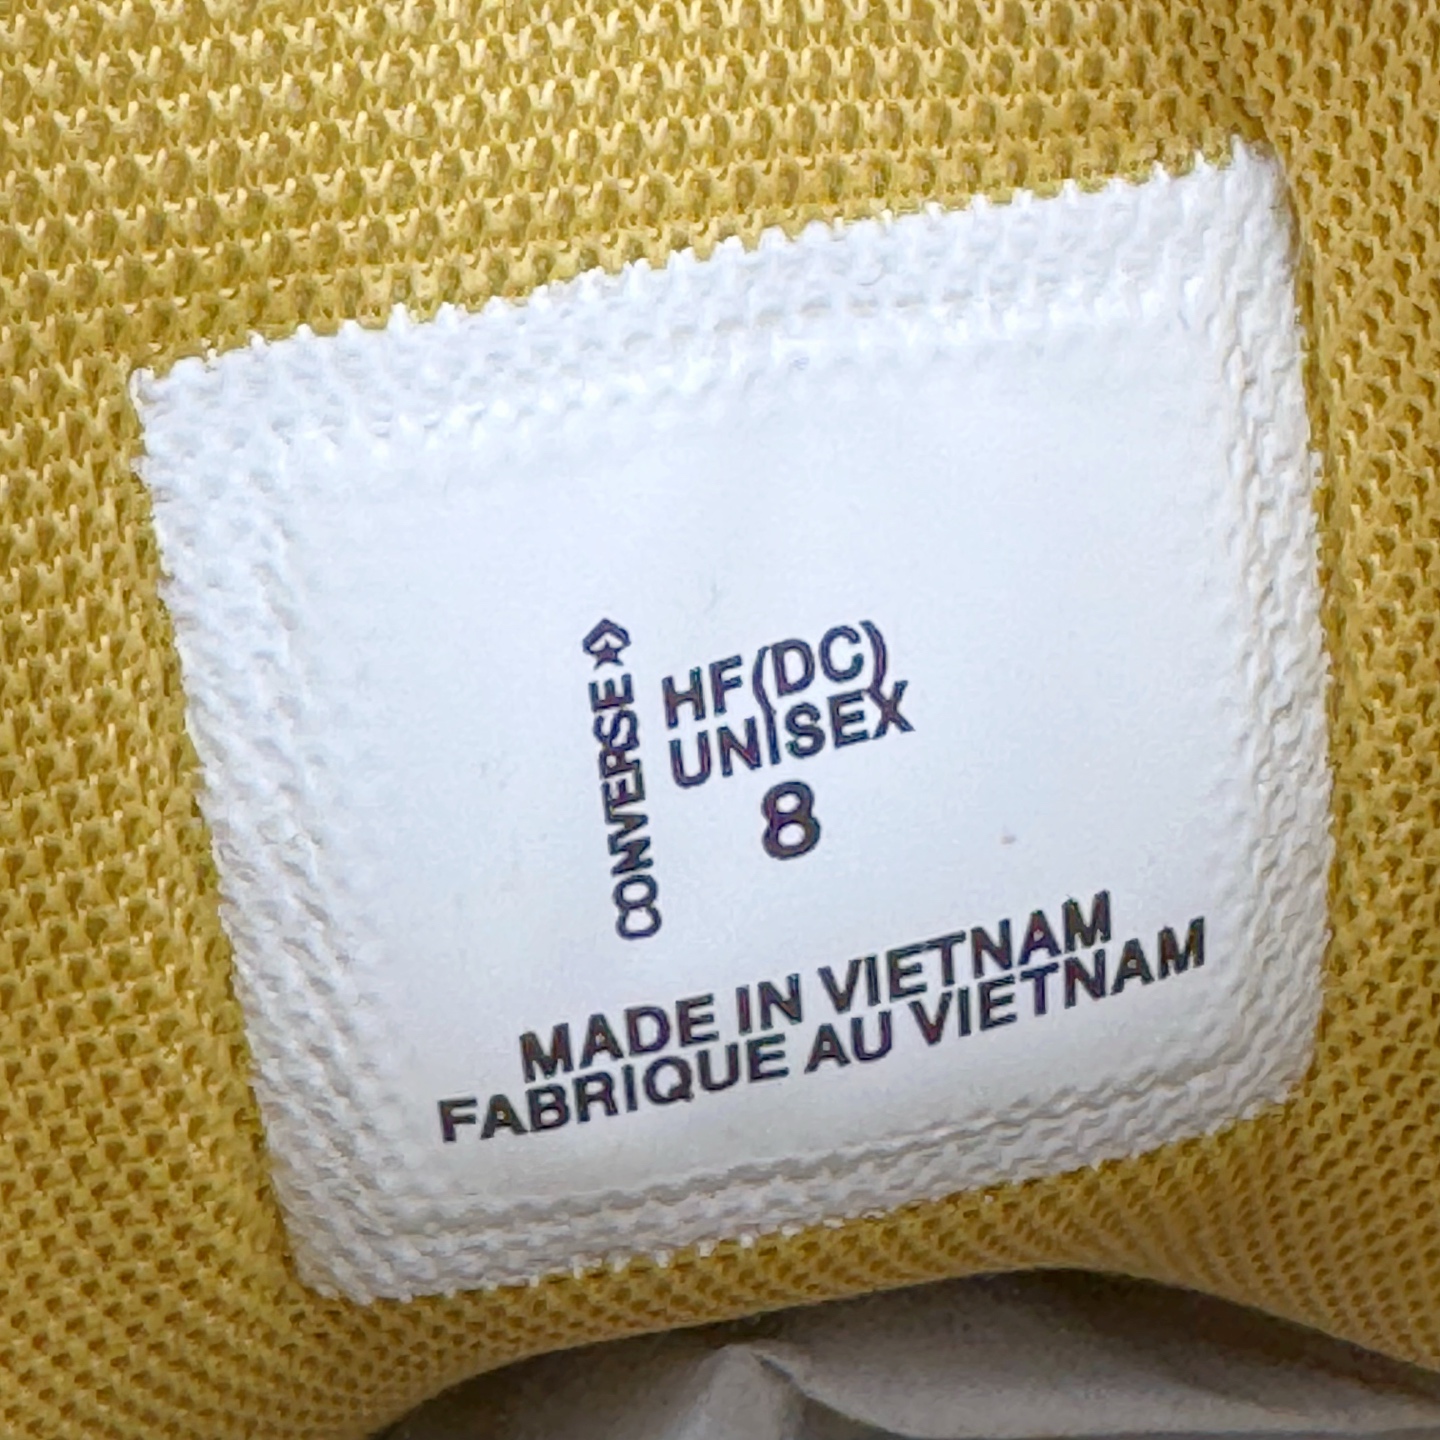 CONVERSE
HF(DC)
UNISEX
8
MADE IN VIETNAM
FABRIQUE AU VIETNAM